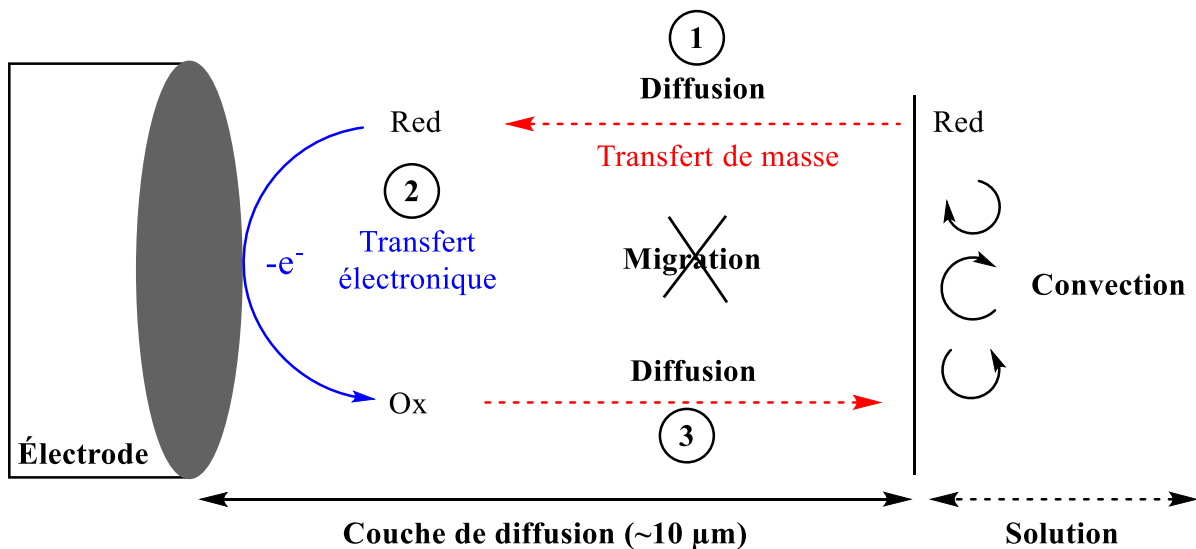 1
Diffusion
Red
Red
Transfert de masse
2
Transfert
électronique
-e-
Migration
Convection
Diffusion
Ox
3
Électrode
Couche de diffusion (~10 µm)
Solution